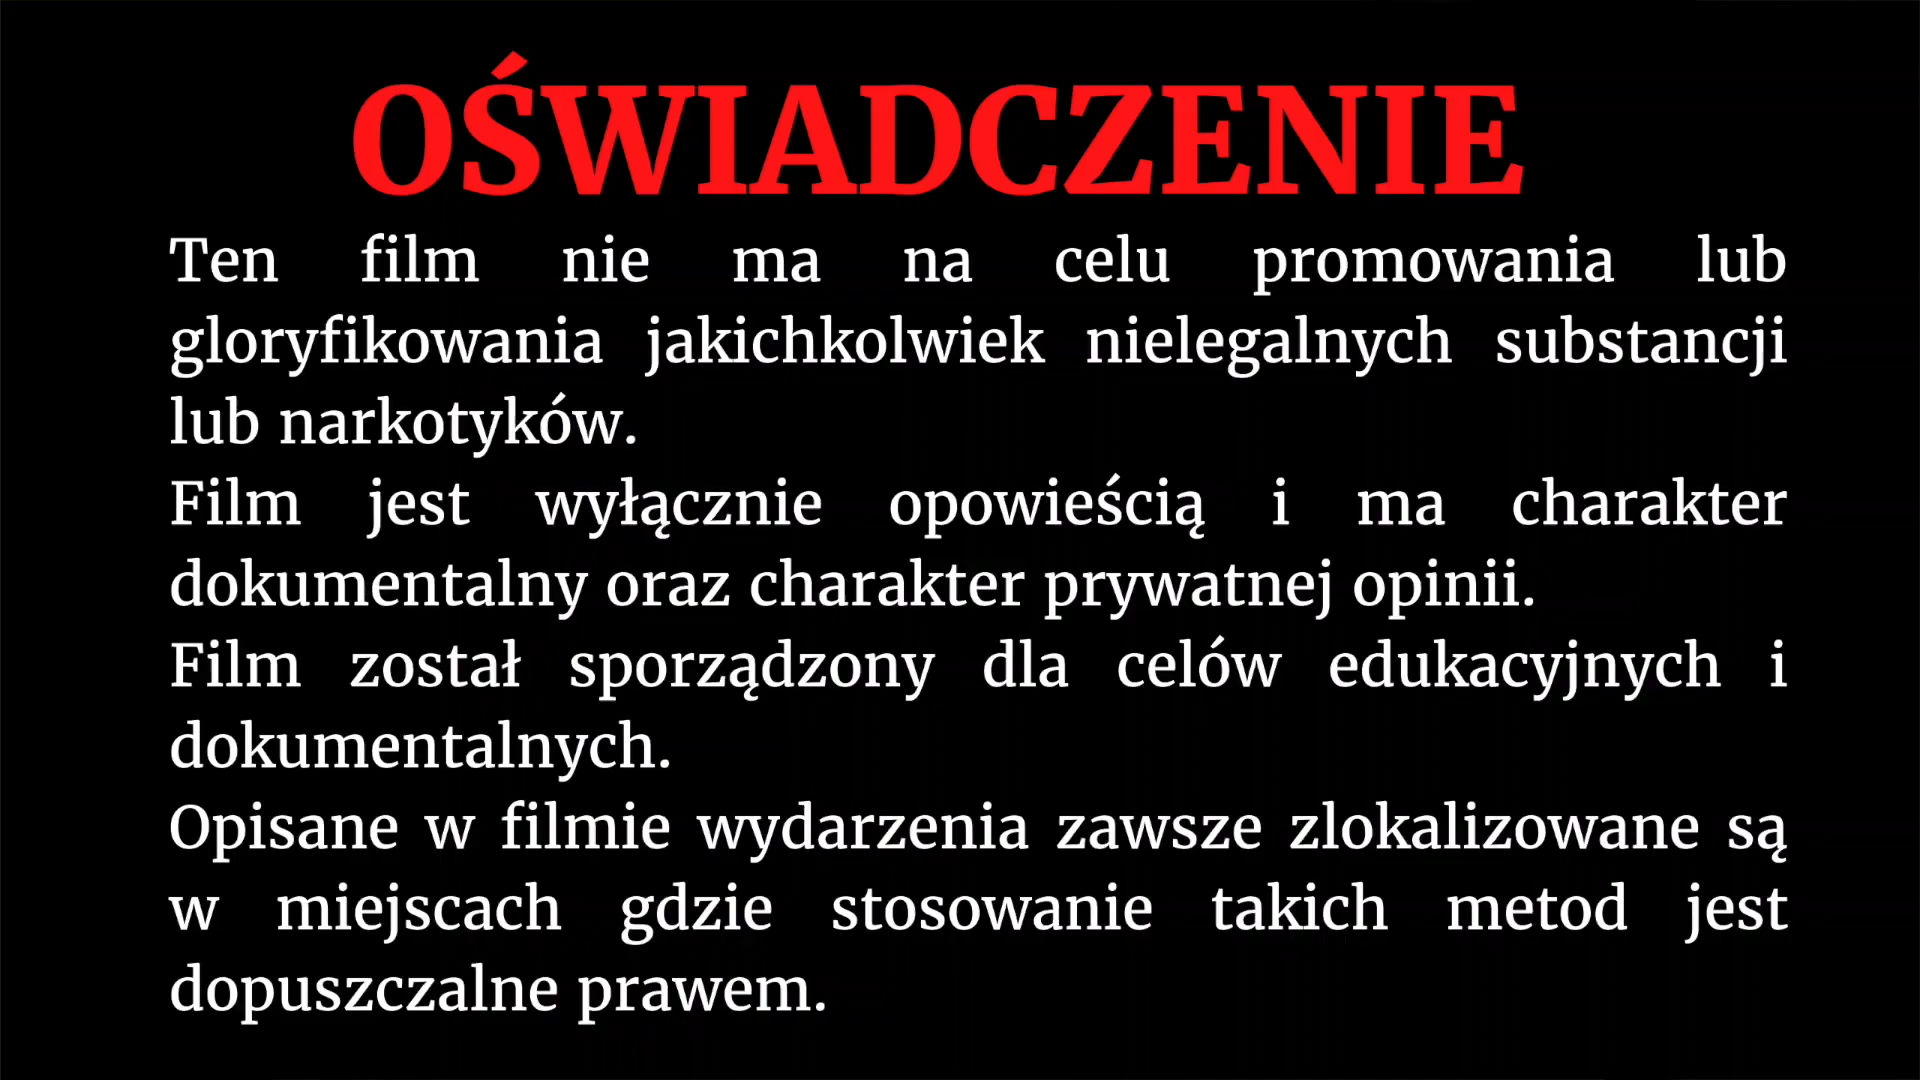 OŚWIADCZENIE
Ten film nie ma na celu promowania lub
gloryfikowania jakichkolwiek nielegalnych substancji
lub narkotyków.
Film jest wyłącznie opowieścią i ma charakter
dokumentalny oraz charakter prywatnej opinii.
Film został sporządzony dla celów edukacyjnych i
dokumentalnych.
Opisane w filmie wydarzenia zawsze zlokalizowane są
w miejscach gdzie stosowanie takich metod jest
dopuszczalne prawem.